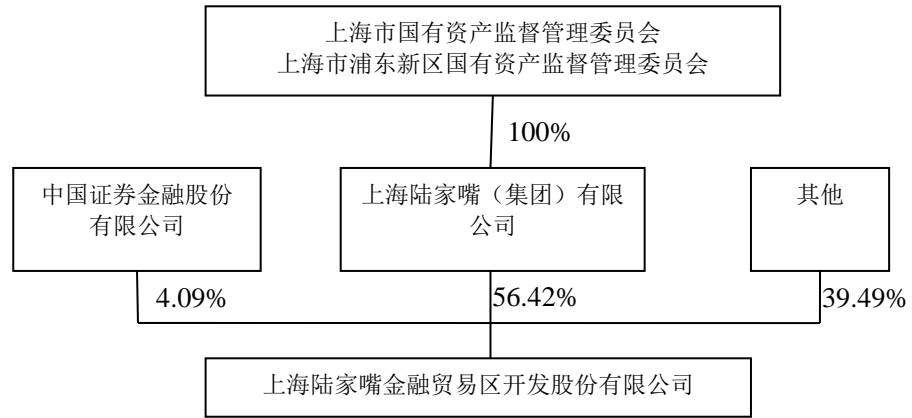 上海市国有资产监督管理委员会
上海市浦东新区国有资产监督管理委员会
100%
中国证券金融股份
有限公司
上海陆家嘴（集团）有限
公司
其他
4.09%
56.42%
39.49%
上海陆家嘴金融贸易区开发股份有限公司